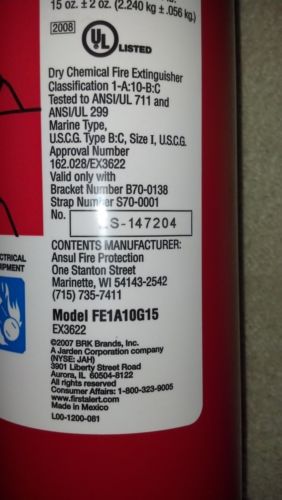 15 oz. ± 2 oz. (2.240 kg ± .056 kg.)
2008
UL
LISTED
Dry Chemical Fire Extinguisher
Classification 1-A:10-B:C
Tested to ANSI/UL 711 and
ANSI/UL 299
Marine Type,
U.S.C.G. Type B:C, Size I, U.S.C.G.
Approval Number
162.028/EX3622
Valid only with
Bracket Number B70-0138
Strap Number S70-0001
No. S-147204
CONTENTS MANUFACTURER:
Ansul Fire Protection
One Stanton Street
Marinette, WI 54143-2542
(715) 735-7411
Model FE1A10G15
EX3622
©2007 BRK Brands, Inc.
A Jarden Corporation company
(NYSE: JAH)
3901 Liberty Street Road
Aurora, IL 60504-8122
All rights reserved
Consumer Affairs: 1-800-323-9005
www.firstalert.com
Made in Mexico
L00-1200-081